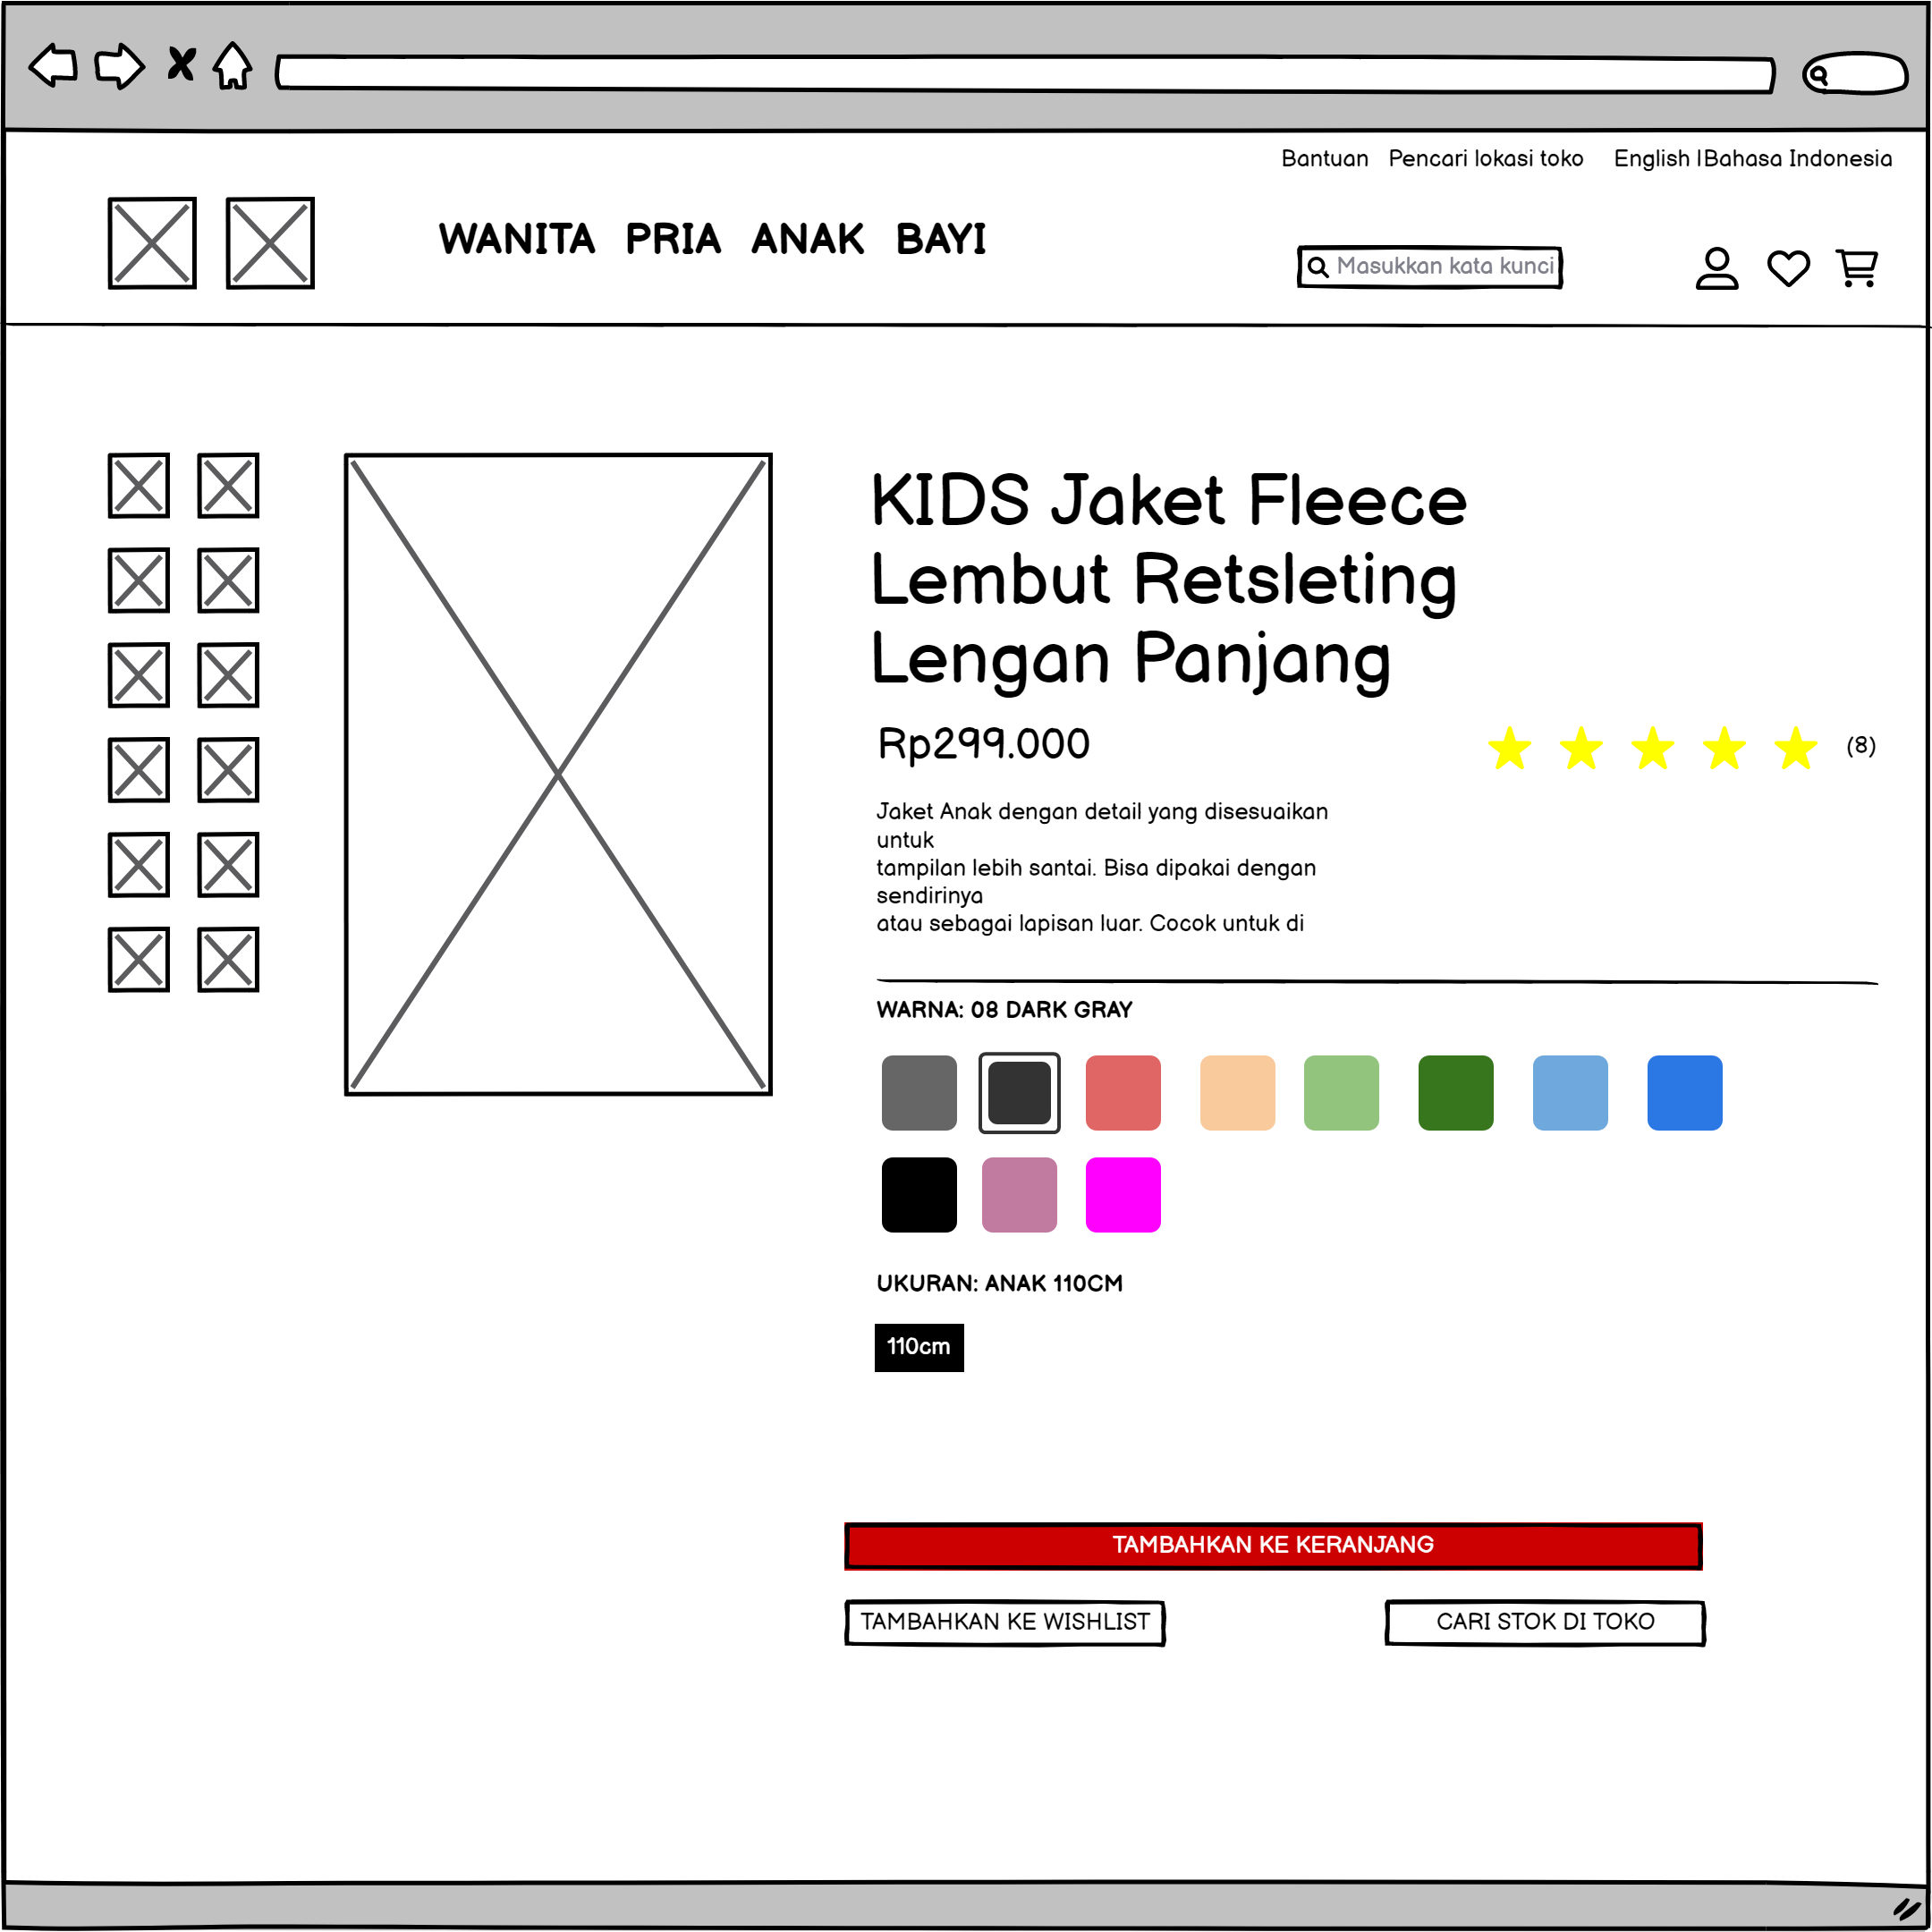 Bantuan Pencari lokasi toko English |Bahasa Indonesia
WANITA PRIA ANAK BAYI
Masukkan kata kunci
KIDS Jaket Fleece
Lembut Retsleting
Lengan Panjang
Rp299.000
(8)
Jaket Anak dengan detail yang disesuaikan
untuk
tampilan lebih santai. Bisa dipakai dengan
sendirinya
atau sebagai lapisan luar. Cocok untuk di
WARNA: 08 DARK GRAY
UKURAN: ANAK 110CM
110cm
TAMBAHKAN KE KERANJANG
TAMBAHKAN KE WISHLIST
CARI STOK DI TOKO